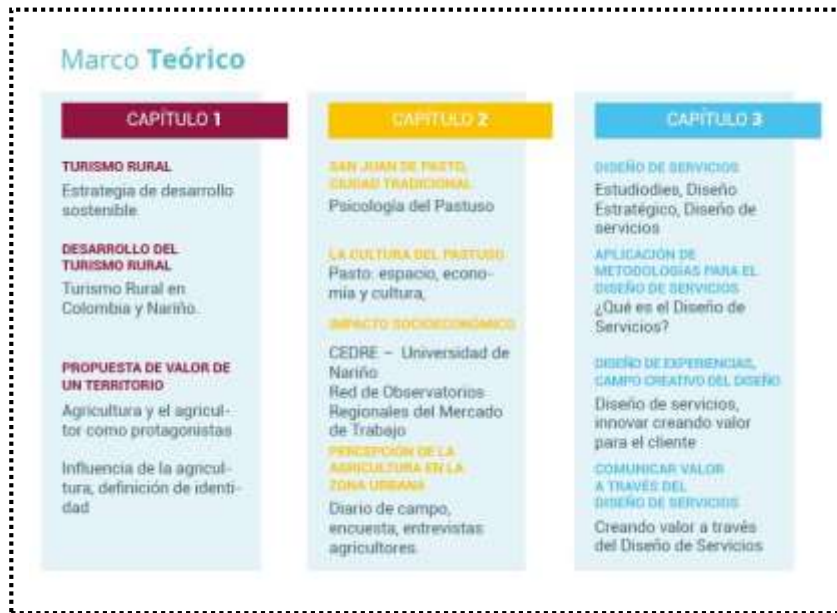 Marco Teórico
CAPÍTULO 1
TURISMO RURAL
Estrategia de desarrollo
sostenible
DESARROLLO DEL
TURISMO RURAL
Turismo Rural en
Colombia y Nariño.
PROPUESTA DE VALOR DE
UN TERRITORIO
Agricultura y el agricul-
tor como protagonistas
Influencia de la agricul-
tura, definición de identi-
dad
CAPÍTULO 2
SAN JUAN DE PASTO,
CIUDAD TRADICIONAL
Psicología del Pastuso
LA CULTURA DEL PASTUSO
Pasto: espacio, econo-
mía y cultura,
IMPACTO SOCIOECONÓMICO
CEDRE – Universidad de
Nariño
Red de Observatorios
Regionales del Mercado
de Trabajo
PERCEPCIÓN DE LA
AGRICULTURA EN LA
ZONA URBANA
Diario de campo,
encuesta, entrevistas
agricultores.
CAPÍTULO 3
DISEÑO DE SERVICIOS
Estudiodies, Diseño
Estratégico, Diseño de
servicios
APLICACIÓN DE
METODOLOGÍAS PARA EL
DISEÑO DE SERVICIOS
¿Qué es el Diseño de
Servicios?
DISEÑO DE EXPERIENCIAS,
CAMPO CREATIVO DEL DISEÑO
Diseño de servicios,
innovar creando valor
para el cliente
COMUNICAR VALOR
A TRAVÉS DEL
DISEÑO DE SERVICIOS
Creando valor a través
del Diseño de Servicios